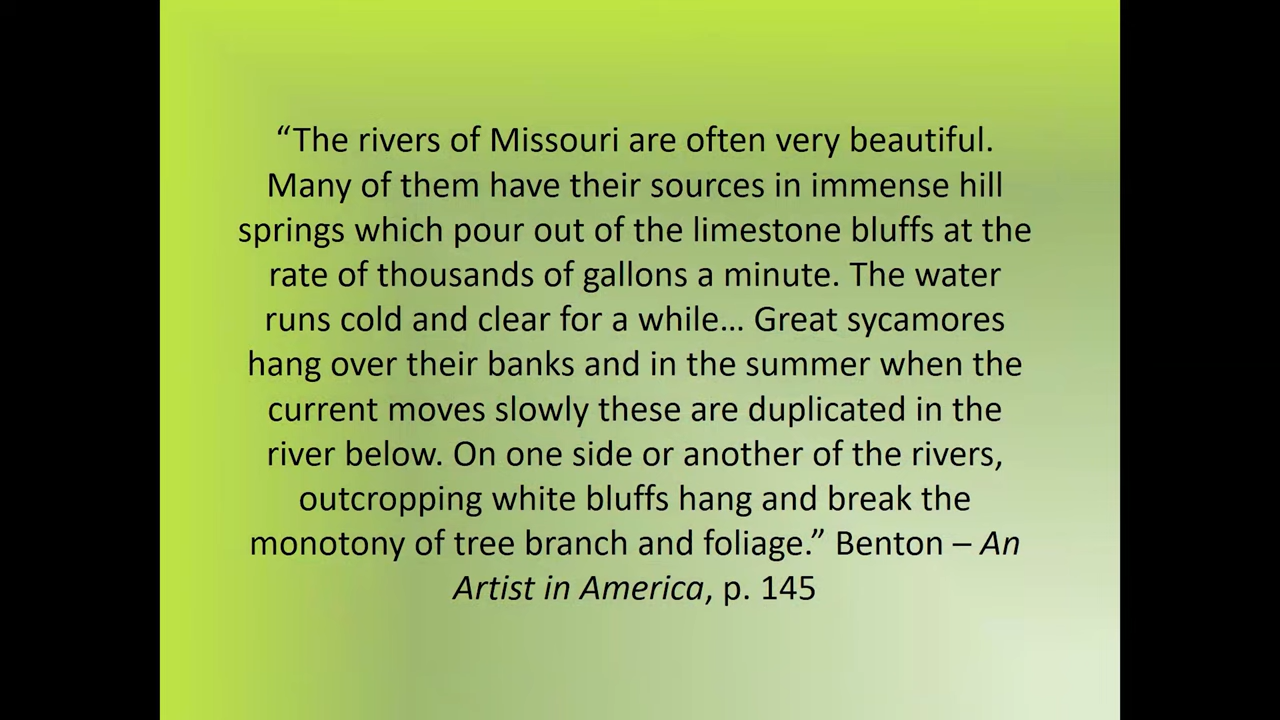 “The rivers of Missouri are often very beautiful.
Many of them have their sources in immense hill
springs which pour out of the limestone bluffs at the
rate of thousands of gallons a minute. The water
runs cold and clear for a while… Great sycamores
hang over their banks and in the summer when the
current moves slowly these are duplicated in the
river below. On one side or another of the rivers,
outcropping white bluffs hang and break the
monotony of tree branch and foliage.” Benton – An
Artist in America, p. 145